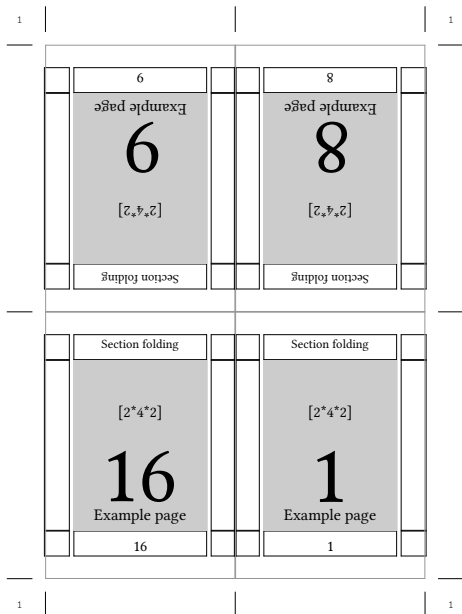 1
1
9
8
Example page
Example page
9
8
[2*4*2]
[2*4*2]
Section folding
Section folding
Section folding
Section folding
[2*4*2]
[2*4*2]
16
1
Example page
Example page
16
1
1
1